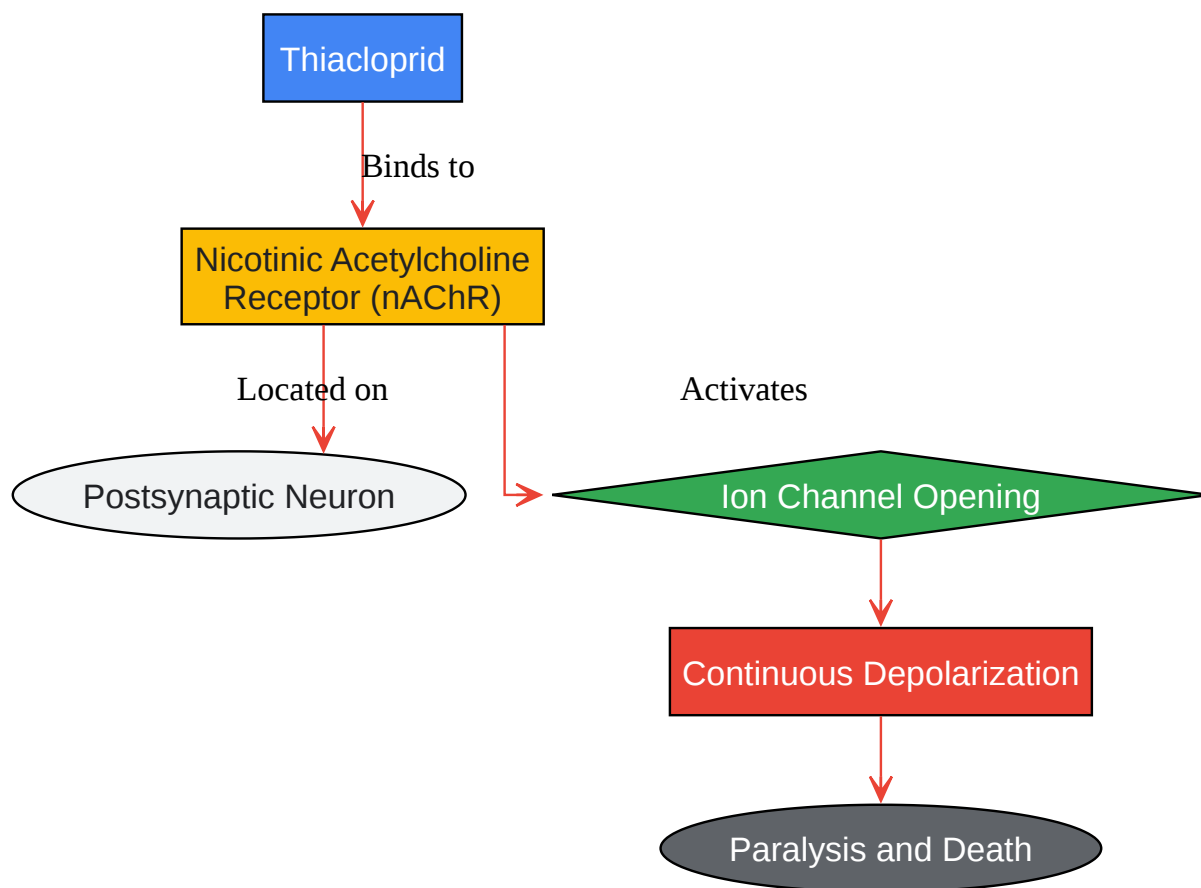 Thiacloprid
Binds to
Nicotinic Acetylcholine
Receptor (nAChR)
Located on
Activates
Postsynaptic Neuron
Ion Channel Opening
Continuous Depolarization
Paralysis and Death